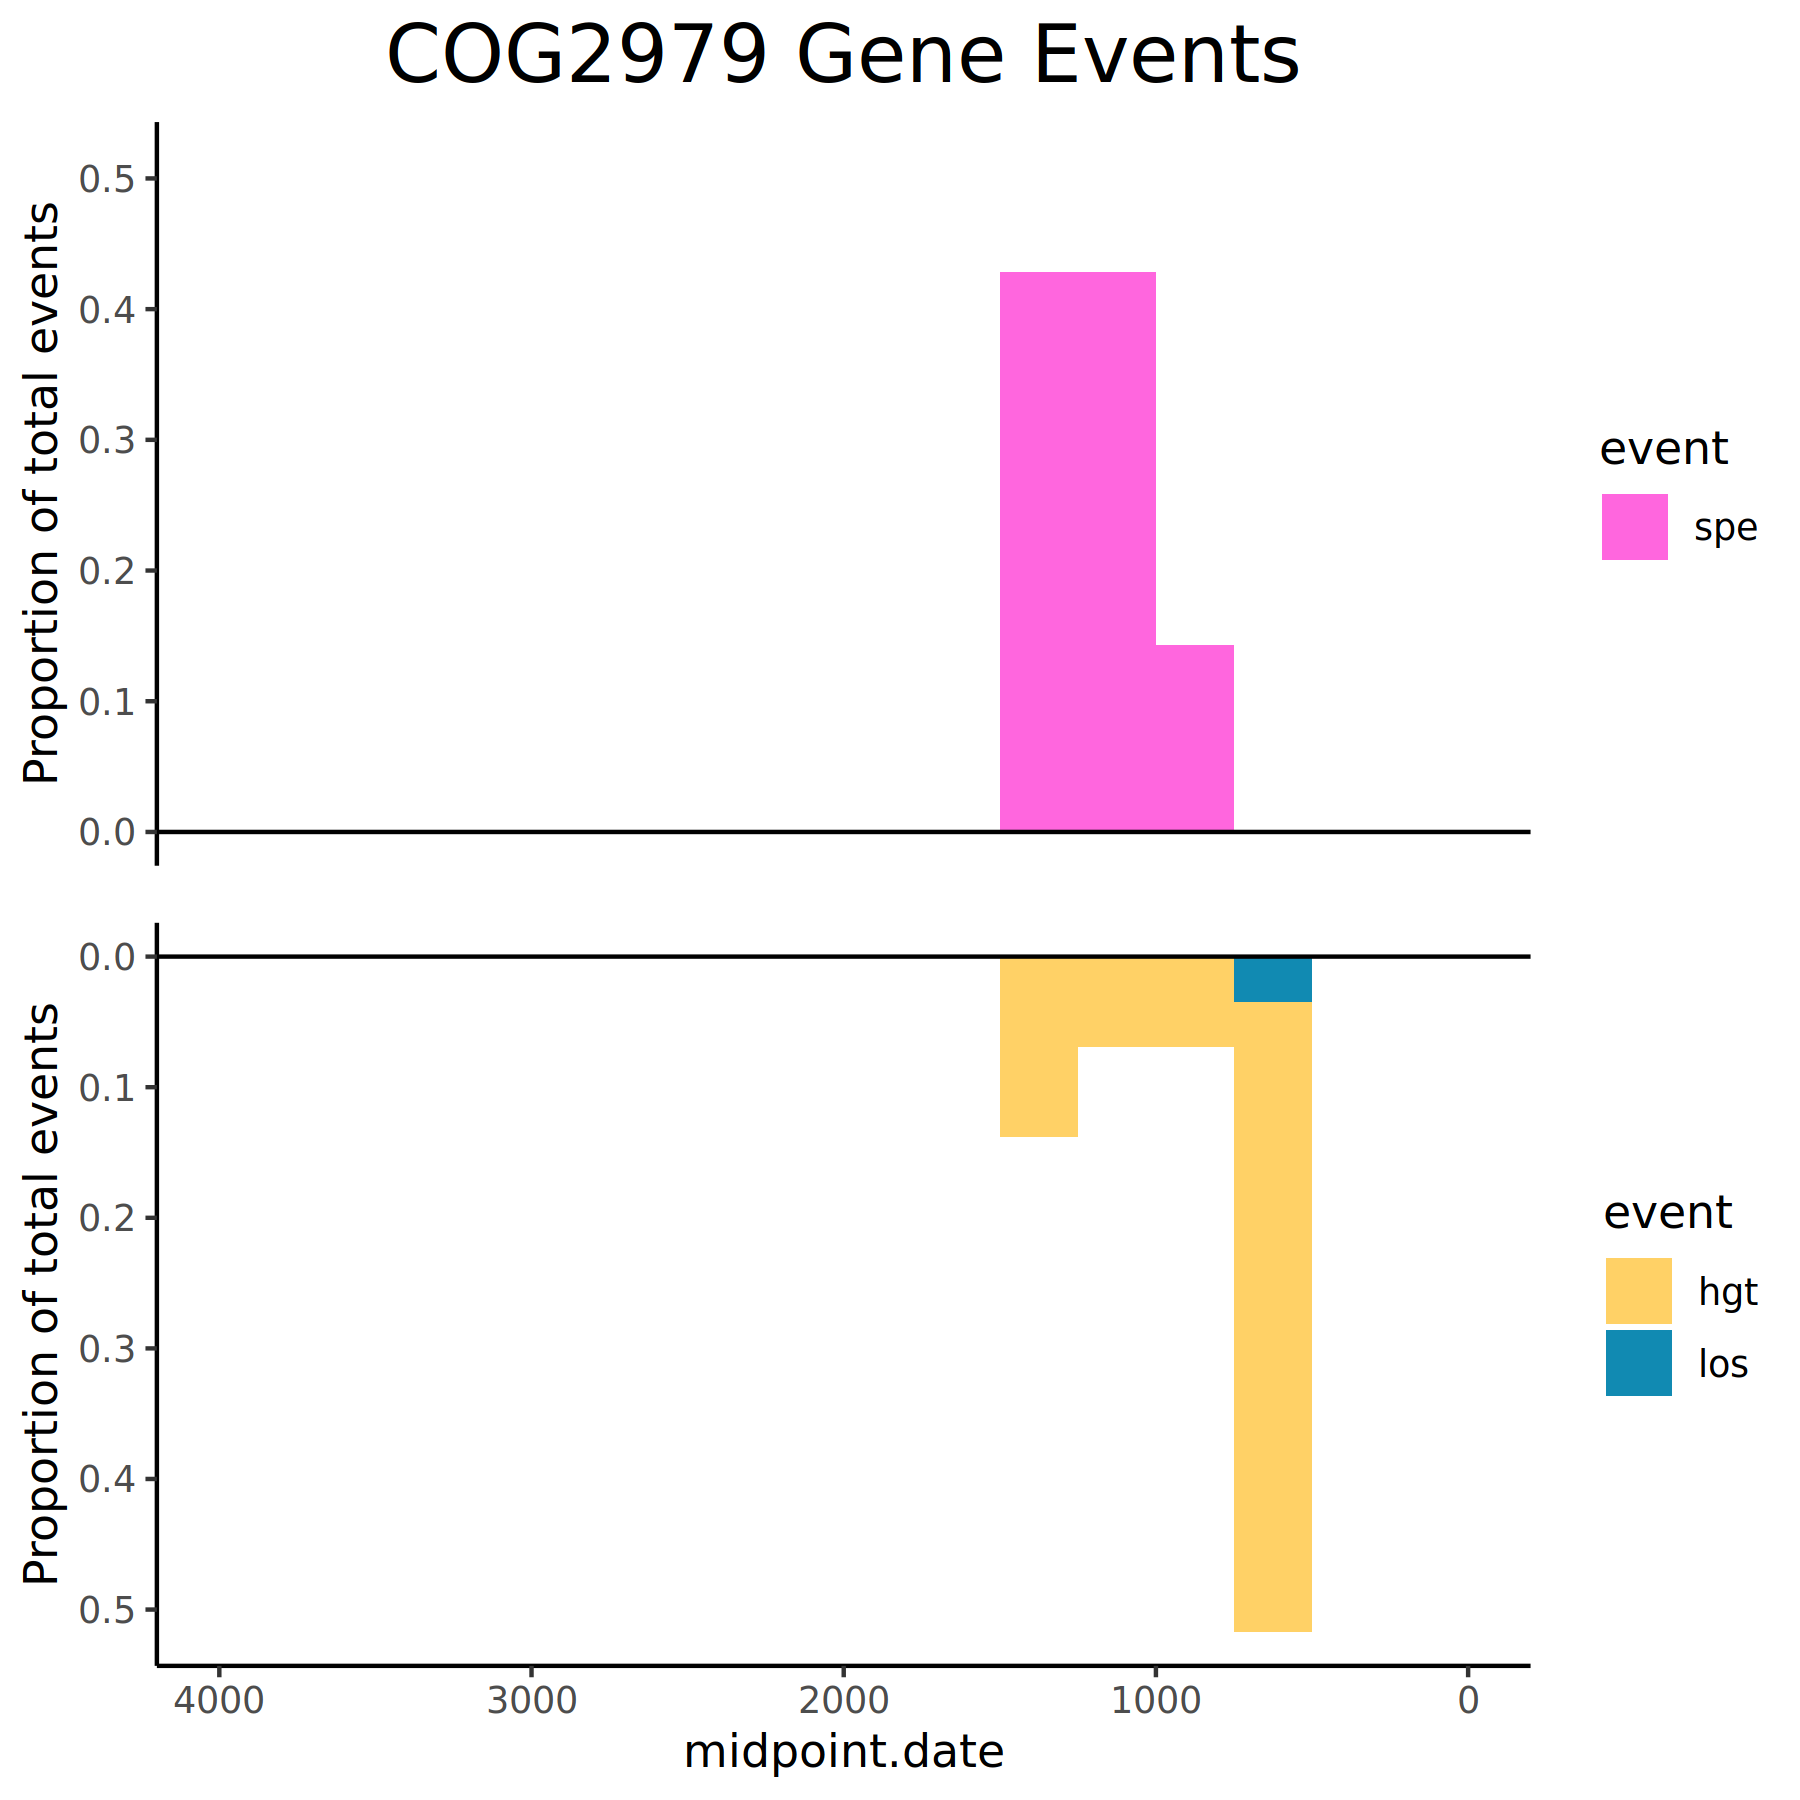 COG2979 Gene Events
Proportion of total events
0.5
0.4
0.3
0.2
0.1
0.0
event
spe
Proportion of total events
0.0
0.1
0.2
0.3
0.4
0.5
event
hgt
los
4000 3000 2000 1000 0
midpoint.date